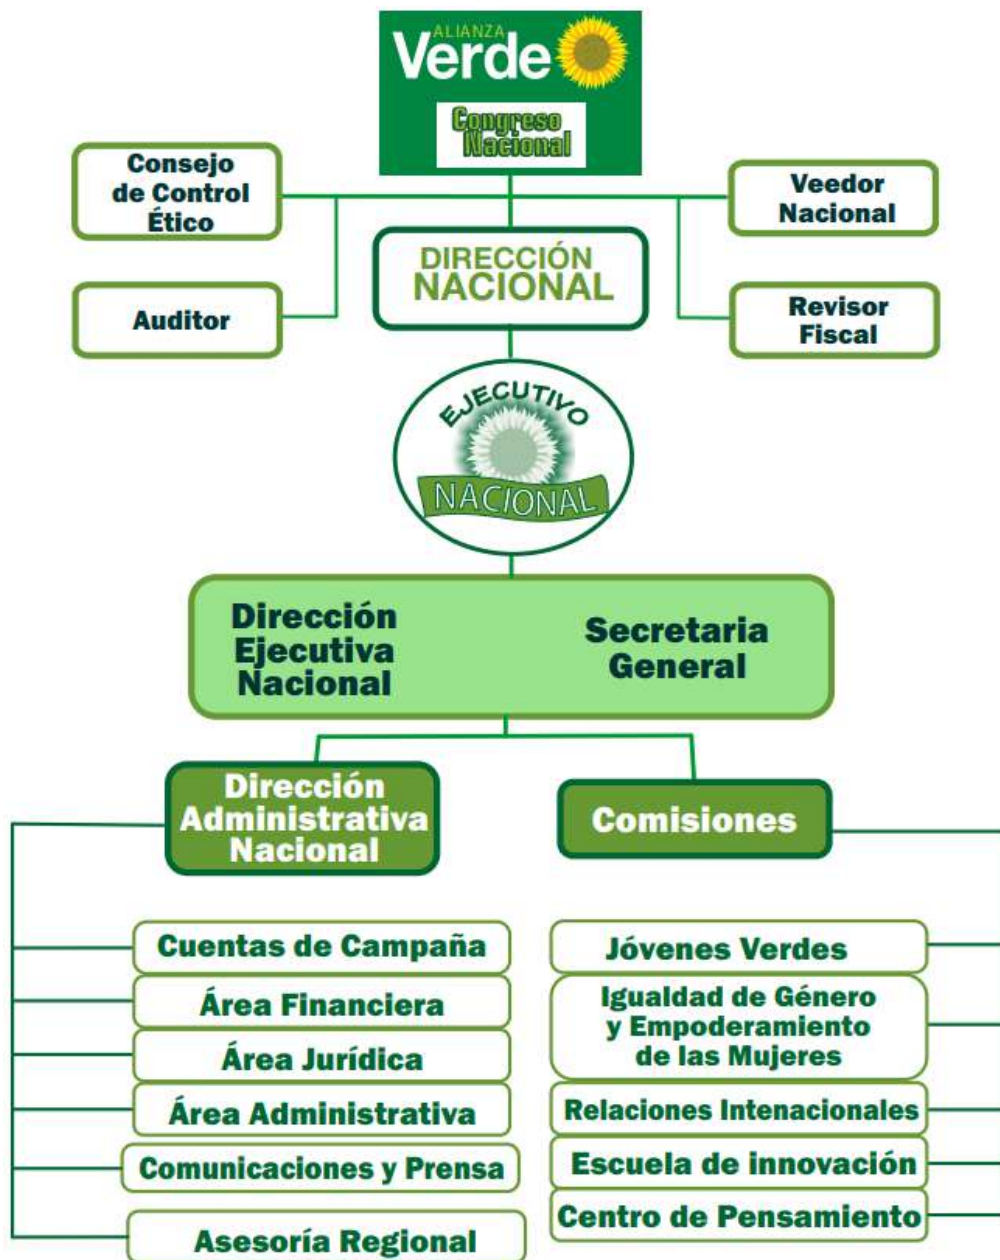 ALIANZA
Verde
Congreso
Nacional
Consejo
de Control
Ético
Veedor
Nacional
DIRECCIÓN
NACIONAL
Auditor
Revisor
Fiscal
EJECUTIVO
NACIONAL
Dirección
Ejecutiva
Nacional
Secretaria
General
Dirección
Administrativa
Nacional
Comisiones
Cuentas de Campaña
Área Financiera
Área Jurídica
Área Administrativa
Comunicaciones y Prensa
Asesoría Regional
Jóvenes Verdes
Igualdad de Género
y Empoderamiento
de las Mujeres
Relaciones Intenacionales
Escuela de innovación
Centro de Pensamiento